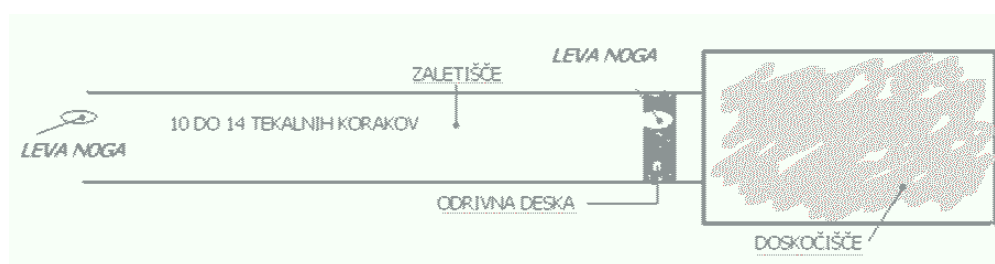 LEVA NOGA
ZALETIŠČE
10 DO 14 TEKALNIH KORAKOV
LEVA NOGA
ODRIVNA DESKA
DOSKOČIŠČE